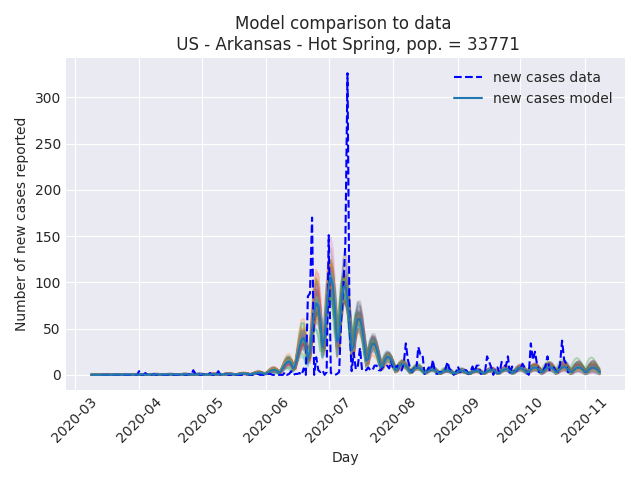 Model comparison to data
US - Arkansas - Hot Spring, pop. = 33771
new cases data
new cases model
Number of new cases reported
300
250
200
150
100
50
0
2020-03
2020-04
2020-05
2020-06
2020-07
2020-08
2020-09
2020-10
2020-11
Day